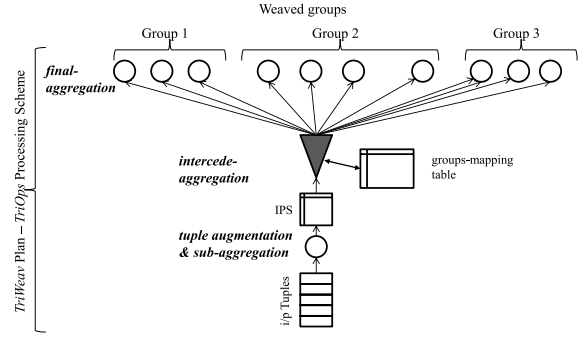 Weaved groups
Group 1
Group 2
Group 3
final-
aggregation
intercede-
aggregation
groups-mapping
table
IPS
tuple augmentation
& sub-aggregation
i/p Tuples
TriWeav Plan – TriOps Processing Scheme